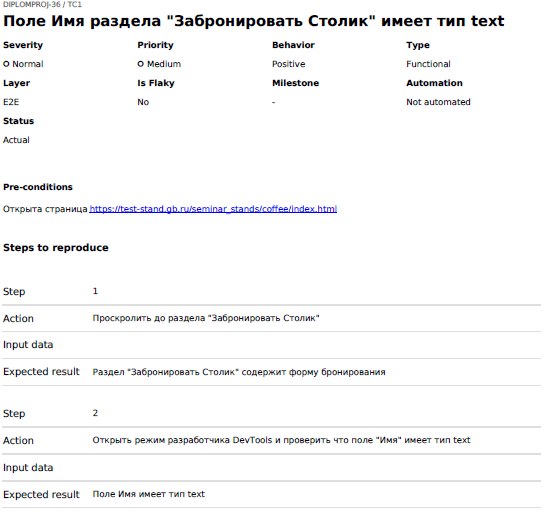 DIPLOMPROJ-36 / TC1
Поле Имя раздела "Забронировать Столик" имеет тип text
Severity Priority Behavior Type
Normal Medium Positive Functional
Layer Is Flaky Milestone Automation
E2E No - Not automated
Status
Actual
Pre-conditions
Открыта страница https://test-stand.gb.ru/seminar_stands/coffee/index.html
Steps to reproduce
Step 1
Action Проскролить до раздела "Забронировать Столик"
Input data
Expected result Раздел "Забронировать Столик" содержит форму бронирования
Step 2
Action Открыть режим разработчика DevTools и проверить что поле "Имя" имеет тип text
Input data
Expected result Поле Имя имеет тип text